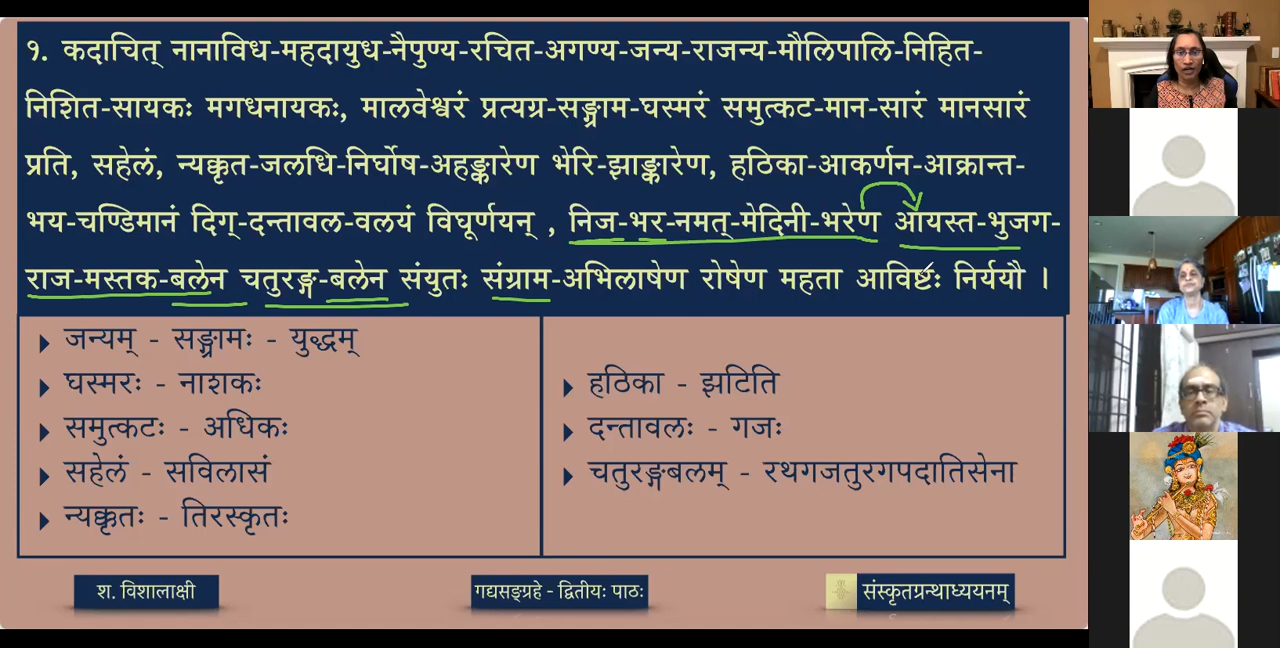 १. कदाचित् नानाविध-महदायुध-नैपुण्य-रचित-अगण्य-जन्य-राजन्य-मौलिपालि-निहित-
निशित-सायकः मगधनायकः, मालवेश्वरं प्रत्यग्र-सङ्ग्राम-घस्मरं समुत्कट-मान-सारं मानसारं
प्रति, सहेलं, न्यक्कृत-जलधि-निर्घोष-अहङ्कारेण भेरि-झाङ्कारेण, हठिका-आकर्णन-आक्रान्त-
भय-चण्डिमानं दिग्-दन्तावल-वलयं विघूर्णयन् , निज-भर-नमत्-मेदिनी-भरेण आयस्त-भुजग-
राज-मस्तक-बलेन चतुरङ्ग-बलेन संयुतः संग्राम-अभिलाषेण रोषेण महता आविष्टः निर्ययौ ।
जन्यम् - सङ्ग्रामः - युद्धम्
घस्मरः - नाशकः
समुत्कटः - अधिकः
सहेलं - सविलासं
न्यक्कृतः - तिरस्कृतः
हठिका - झटिति
दन्तावलः - गजः
चतुरङ्गबलम् - रथगजतुरगपदातिसेना
श. विशालाक्षी
गद्यसङ्ग्रहे - द्वितीयः पाठः
संस्कृतग्रन्थाध्ययनम्